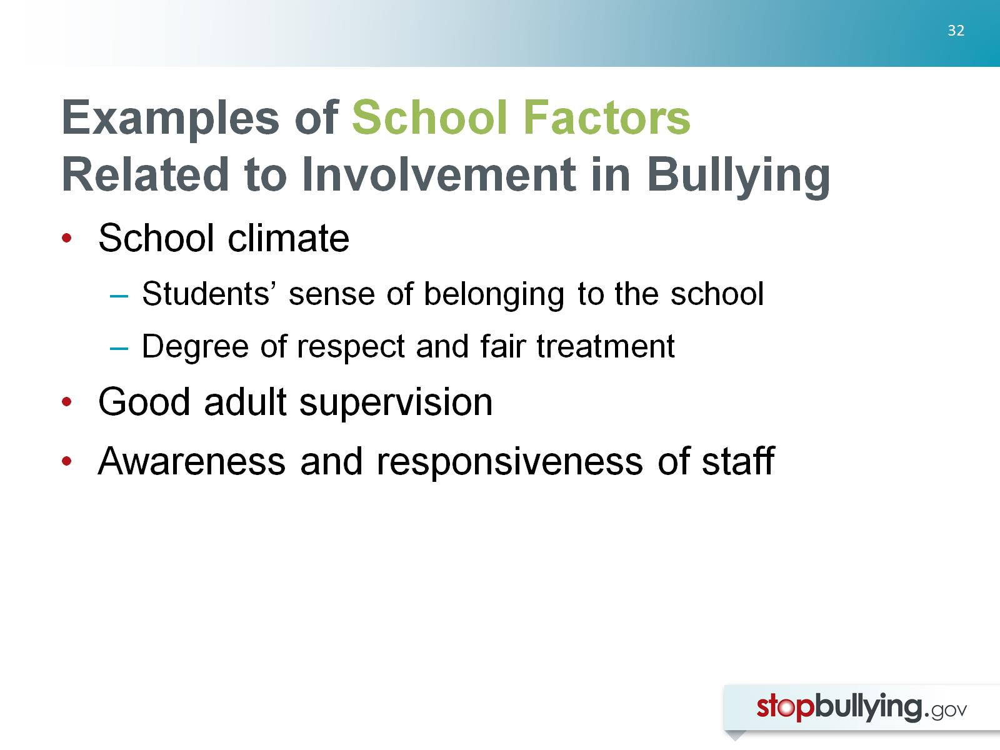 32
Examples of School Factors
Related to Involvement in Bullying
• School climate
– Students’ sense of belonging to the school
– Degree of respect and fair treatment
• Good adult supervision
• Awareness and responsiveness of staff
stopbullying.gov